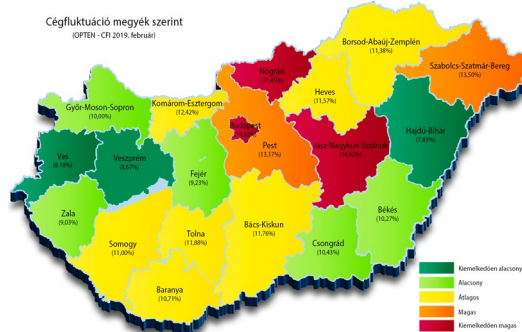 Cégfluktuáció megyék szerint
(OPTEN - CFI 2019. február)
Borsod-Abaúj-Zemplén
(11,38%)
Szabolcs-Szatmár-Bereg
(13,50%)
Nógrád
(21,45%)
Heves
(11,57%)
Győr-Moson-Sopron
(10,00%)
Komárom-Esztergom
(12,42%)
Budapest
Pest
(13,17%)
Jász-Nagykun-Szolnok
(14,92%)
Hajdú-Bihar
(7,83%)
Vas
(8,18%)
Veszprém
(8,67%)
Fejér
(9,23%)
Zala
(9,03%)
Somogy
(11,00%)
Tolna
(11,88%)
Bács-Kiskun
(11,76%)
Békés
(10,27%)
Csongrád
(10,43%)
Baranya
(10,71%)
Kiemelkedően alacsony
Alacsony
Átlagos
Magas
Kiemelkedően magas